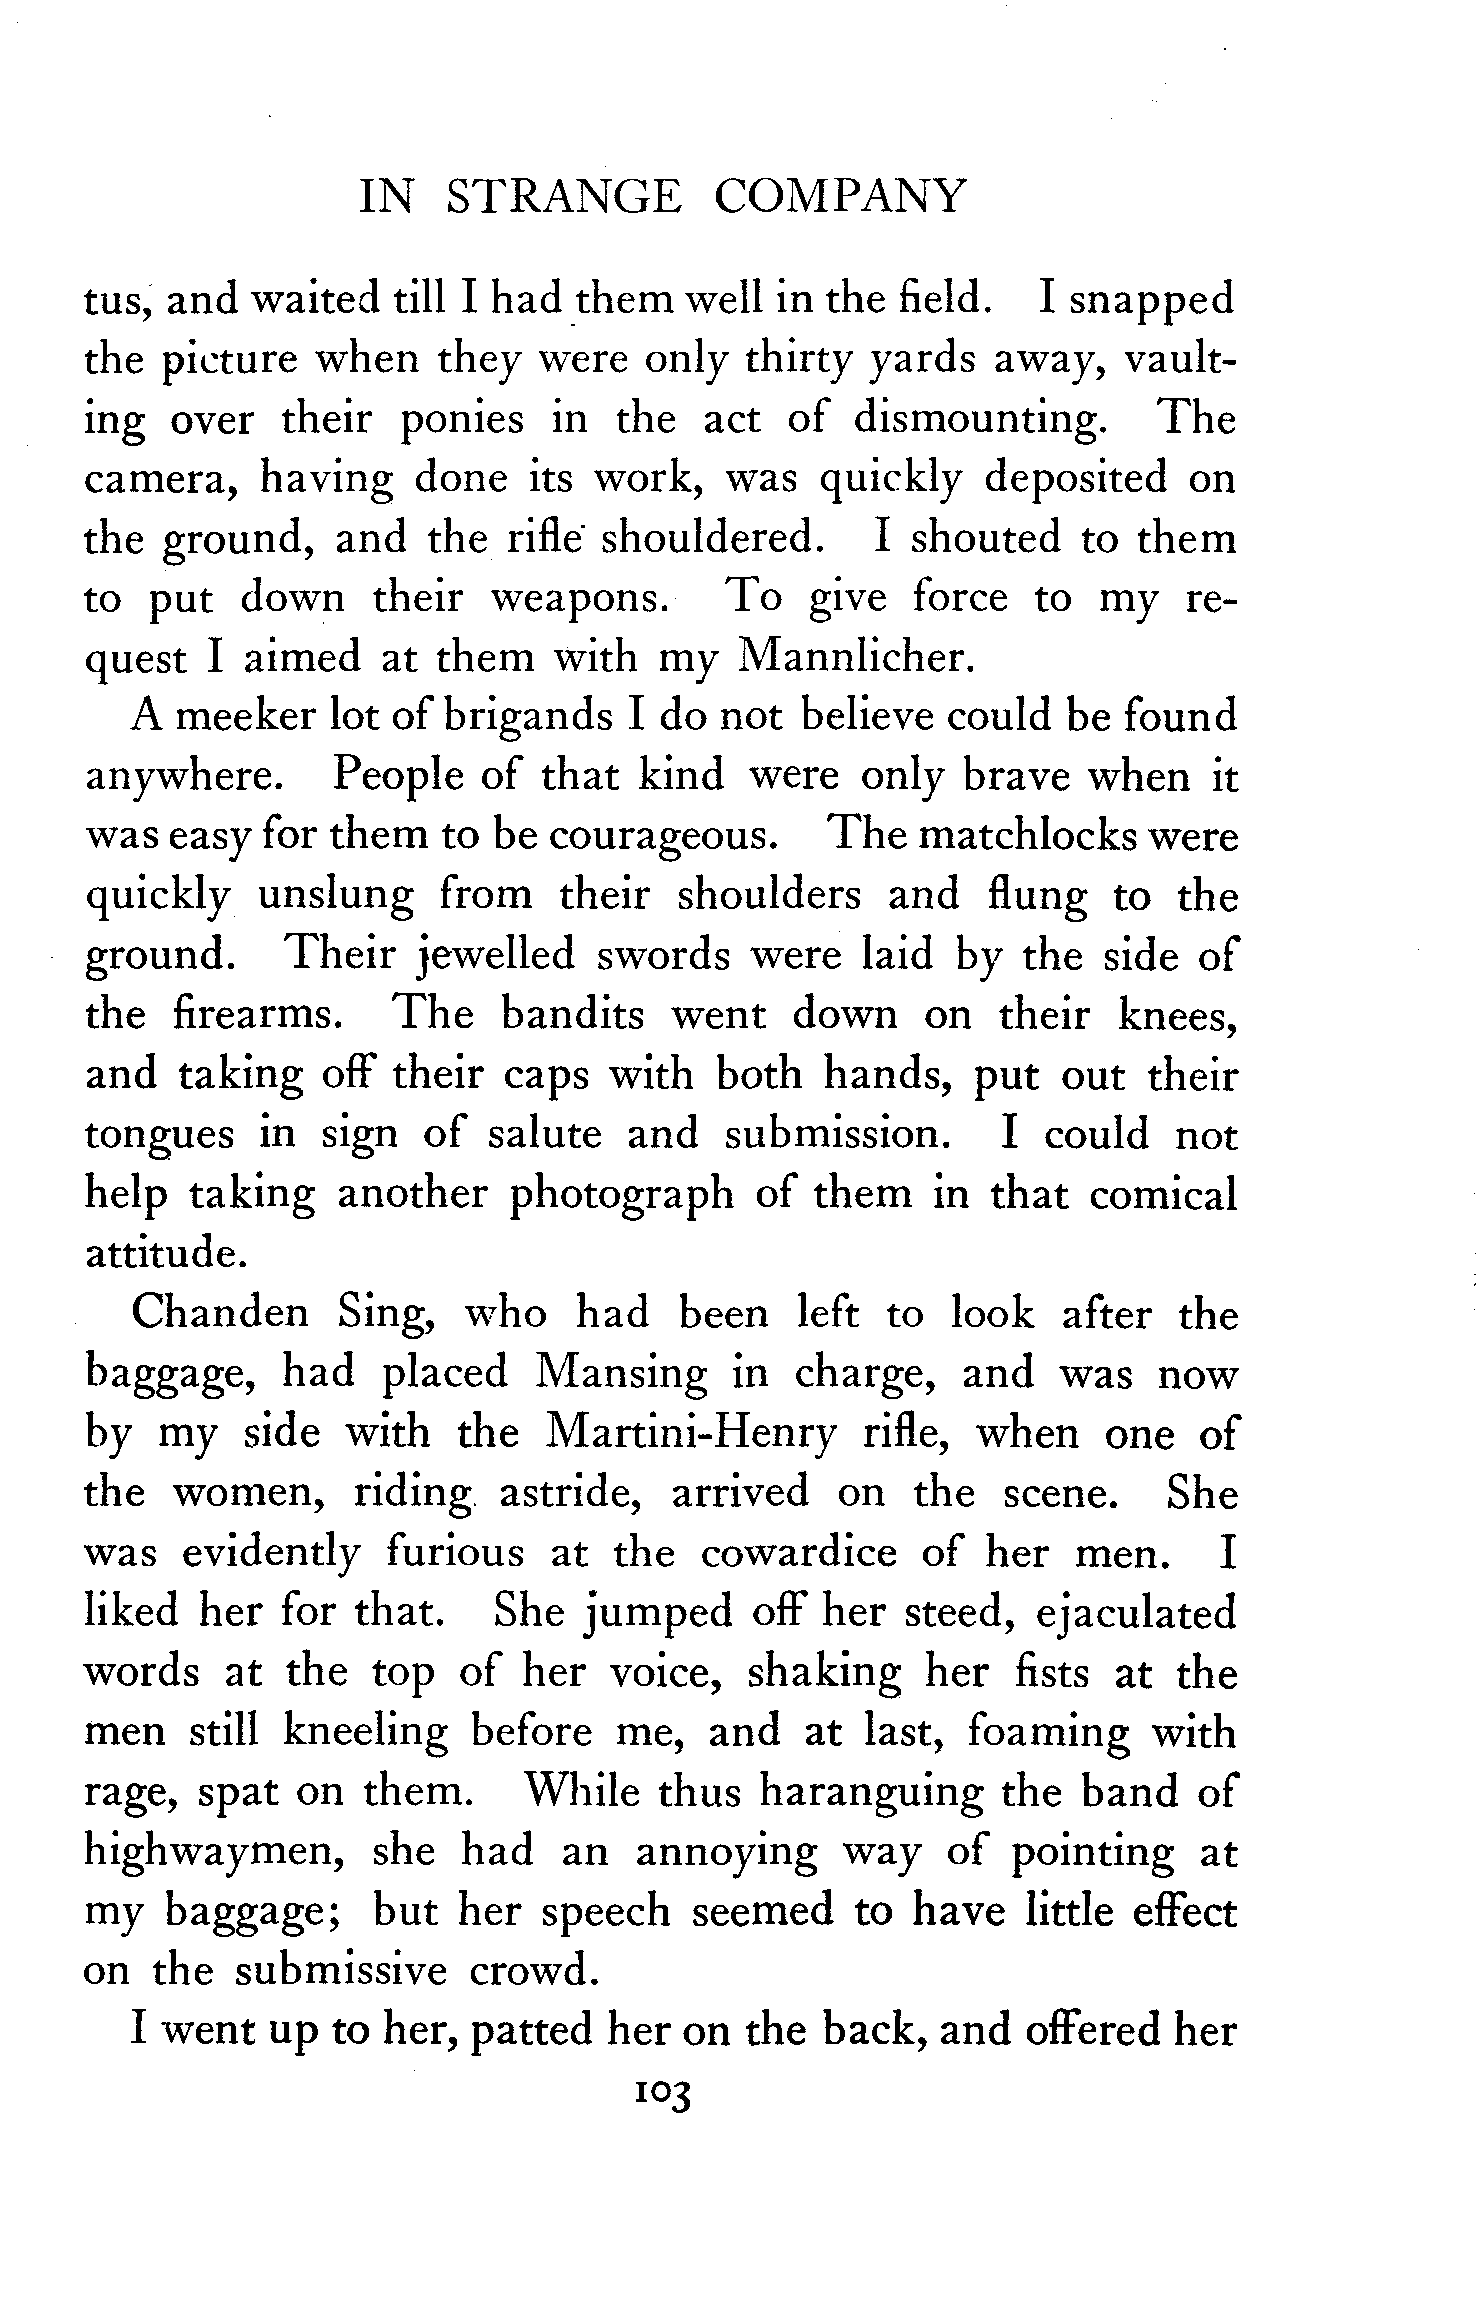 IN STRANGE COMPANY
tus, and waited till I had them well in the field. I snapped
the picture when they were only thirty yards away, vault-
ing over their ponies in the act of dismounting. The
camera, having done its work, was quickly deposited on
the ground, and the rifle shouldered. I shouted to them
to put down their weapons. To give force to my re-
quest I aimed at them with my Mannlicher.
A meeker lot of brigands I do not believe could be found
anywhere. People of that kind were only brave when it
was easy for them to be courageous. The matchlocks were
quickly unslung from their shoulders and flung to the
ground. Their jewelled swords were laid by the side of
the firearms. The bandits went down on their knees,
and taking off their caps with both hands, put out their
tongues in sign of salute and submission. I could not
help taking another photograph of them in that comical
attitude.
Chanden Sing, who had been left to look after the
baggage, had placed Mansing in charge, and was now
by my side with the Martini-Henry rifle, when one of
the women, riding astride, arrived on the scene. She
was evidently furious at the cowardice of her men. I
liked her for that. She jumped off her steed, ejaculated
words at the top of her voice, shaking her fists at the
men still kneeling before me, and at last, foaming with
rage, spat on them. While thus haranguing the band of
highwaymen, she had an annoying way of pointing at
my baggage; but her speech seemed to have little effect
on the submissive crowd.
I went up to her, patted her on the back, and offered her
103